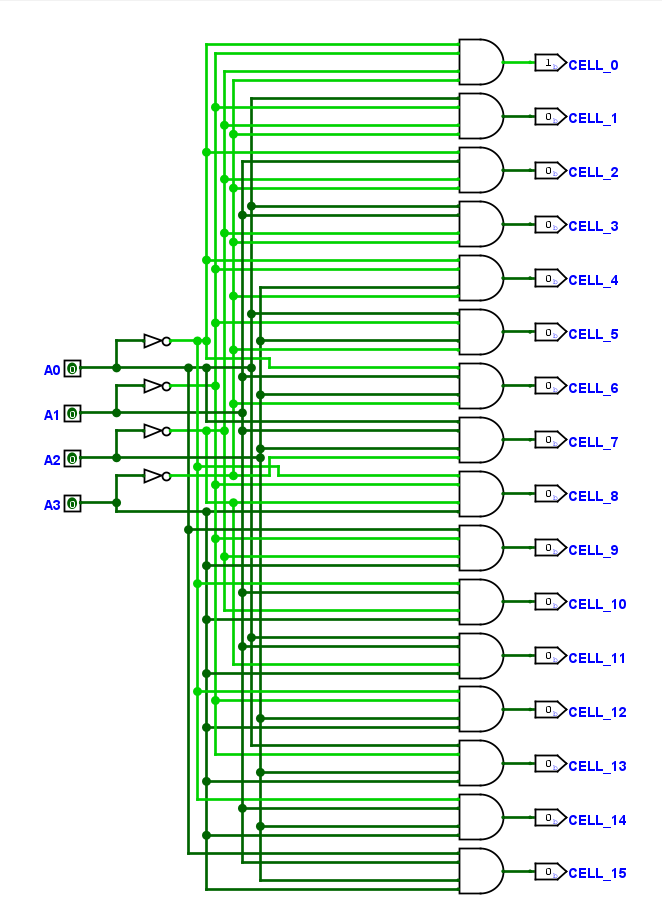 1 CELL_0
0 CELL_1
0 CELL_2
0 CELL_3
0 CELL_4
0 CELL_5
A0 0
0 CELL_6
A1 0
0 CELL_7
A2 0
0 CELL_8
A3 0
0 CELL_9
0 CELL_10
0 CELL_11
0 CELL_12
0 CELL_13
0 CELL_14
0 CELL_15